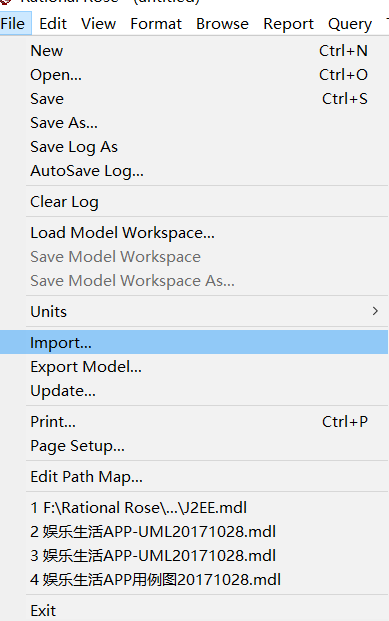 Rational Rose - (untitled)
File Edit View Format Browse Report Query
New Ctrl+N
Open... Ctrl+O
Save Ctrl+S
Save As...
Save Log As
AutoSave Log...
Clear Log
Load Model Workspace...
Save Model Workspace
Save Model Workspace As...
Units
Import...
Export Model...
Update...
Print... Ctrl+P
Page Setup...
Edit Path Map...
1 F:\Rational Rose\...\J2EE.mdl
2 娱乐生活APP-UML20171028.mdl
3 娱乐生活APP-UML20171028.mdl
4 娱乐生活APP用例图20171028.mdl
Exit